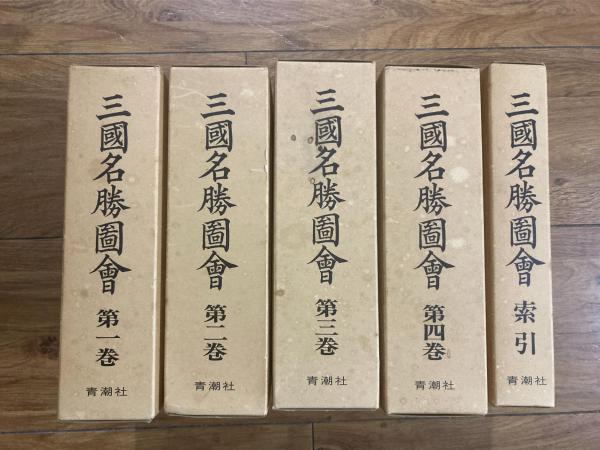 三國名勝圖會 第一巻
青潮社
三國名勝圖會 第二巻
青潮社
三國名勝圖會 第三巻
青潮社
三國名勝圖會 第四巻
青潮社
三國名勝圖會 索引
青潮社